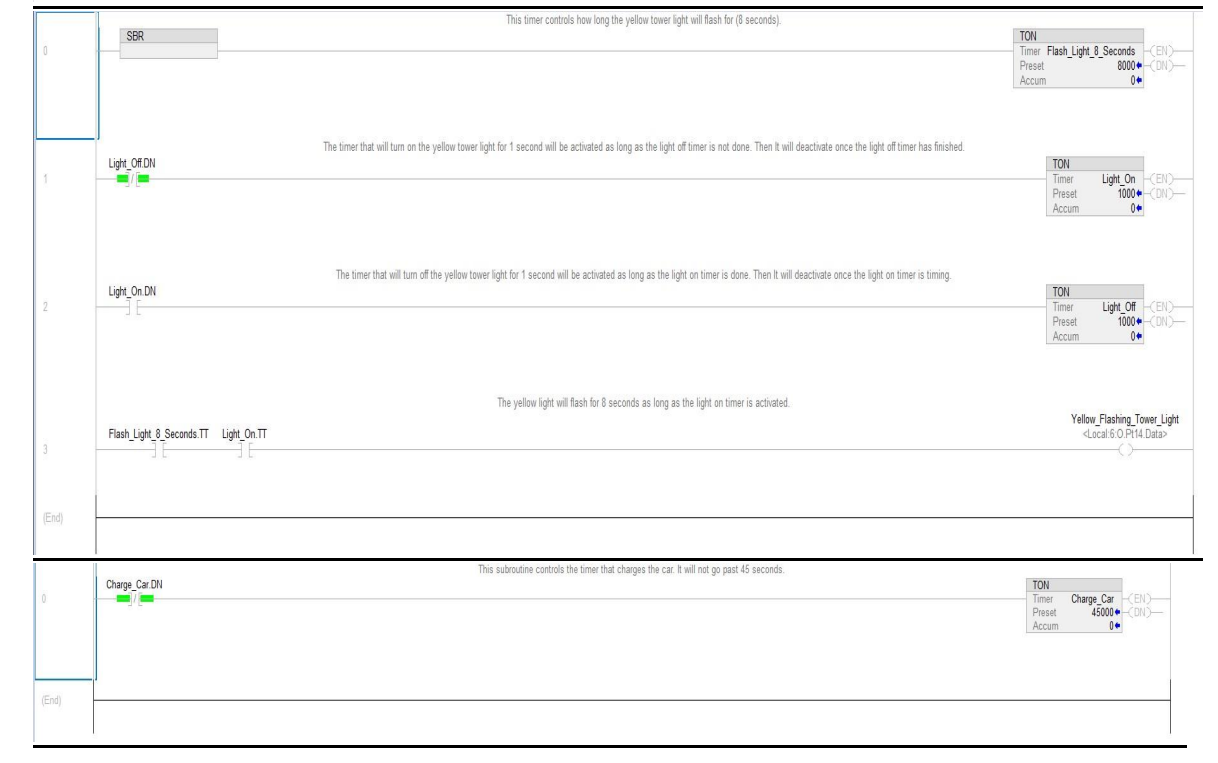 This timer controls how long the yellow tower light will flash for (8 seconds).
0
SBR
TON
Timer Flash_Light_8_Seconds (EN)
Preset 8000 (DN)
Accum 0
The timer that will turn on the yellow tower light for 1 second will be activated as long as the light off timer is not done. Then It will deactivate once the light off timer has finished.
1
Light_Off.DN
TON
Timer Light_On (EN)
Preset 1000 (DN)
Accum 0
The timer that will turn off the yellow tower light for 1 second will be activated as long as the light on timer is done. Then It will deactivate once the light on timer is timing.
2
Light_On.DN
TON
Timer Light_Off (EN)
Preset 1000 (DN)
Accum 0
The yellow light will flash for 8 seconds as long as the light on timer is activated.
3
Flash_Light_8_Seconds.TT Light_On.TT
Yellow_Flashing_Tower_Light
<Local:6:O.Pt14.Data>
(End)
This subroutine controls the timer that charges the car. It will not go past 45 seconds.
0
Charge_Car.DN
TON
Timer Charge_Car (EN)
Preset 45000 (DN)
Accum 0
(End)